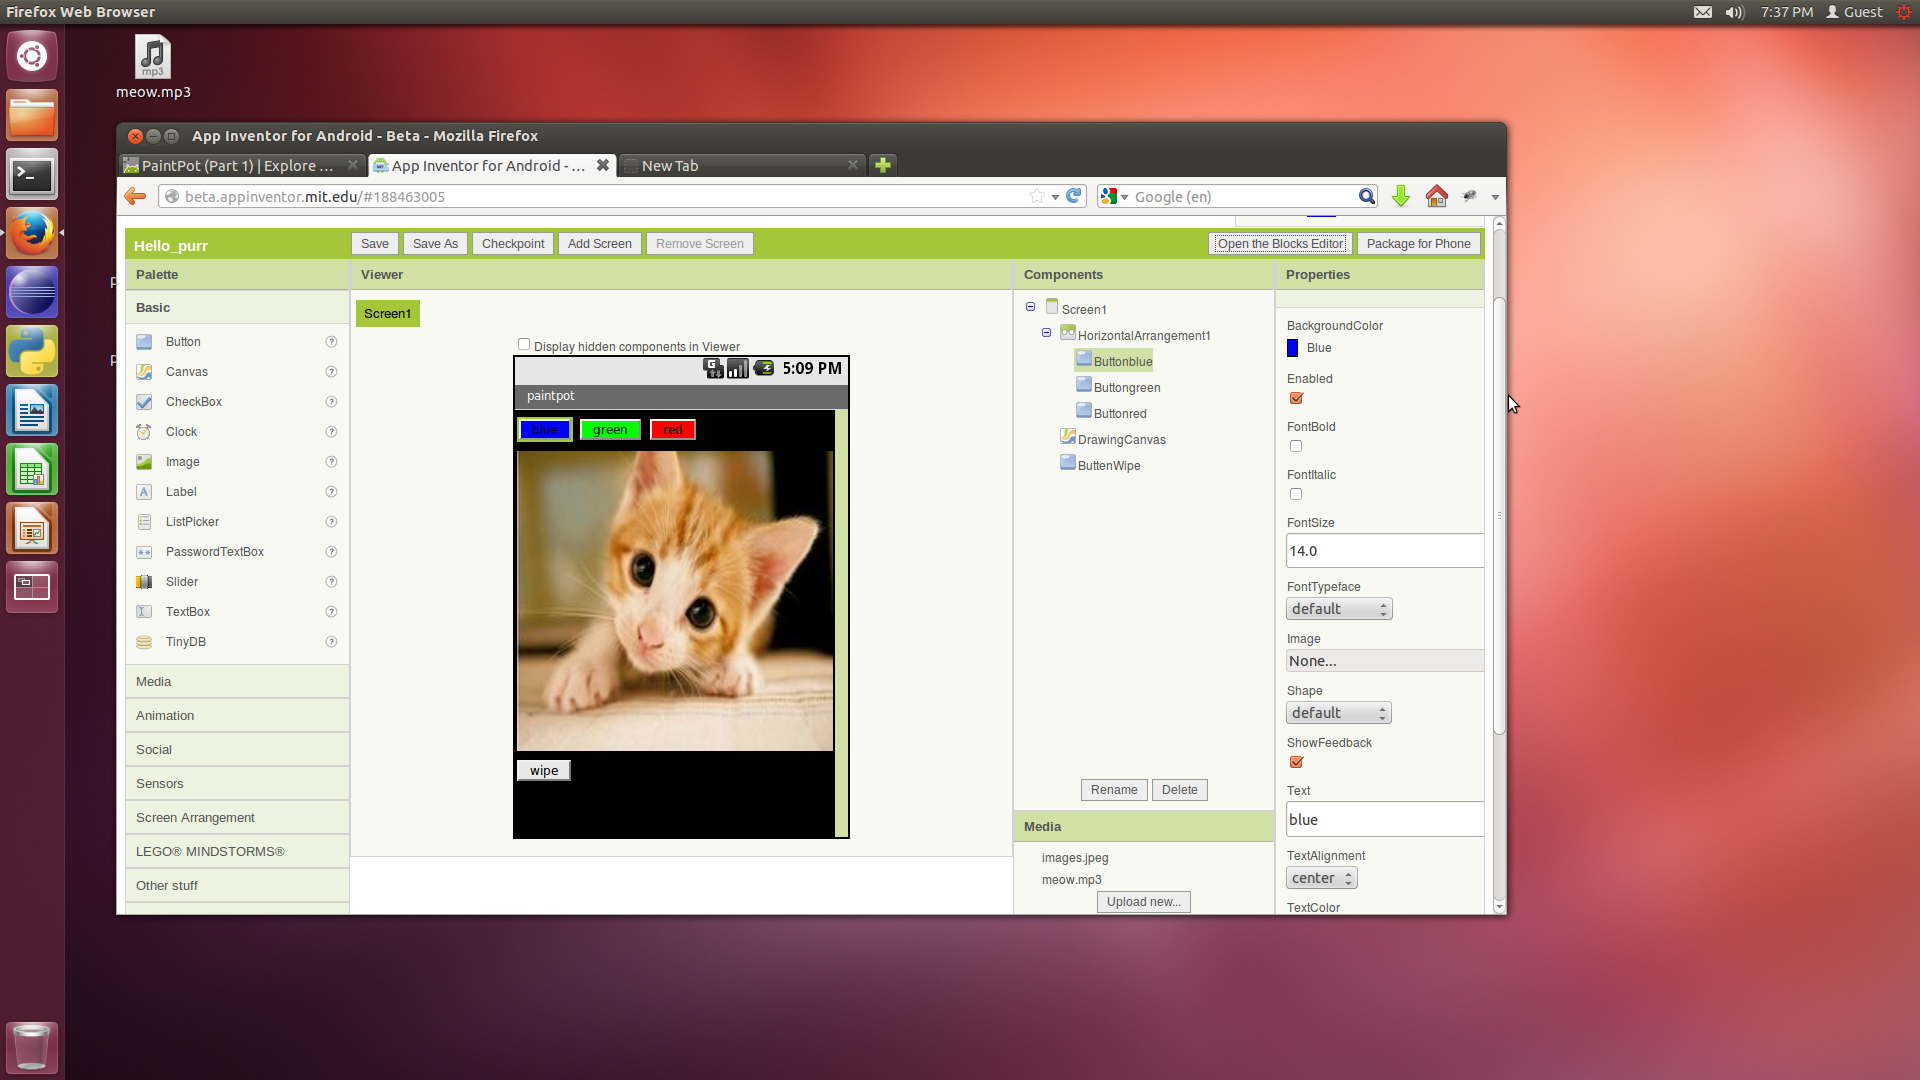 Firefox Web Browser
7:37 PM Guest
mp3
meow.mp3
App Inventor for Android - Beta - Mozilla Firefox
PaintPot (Part 1) | Explore ...
App Inventor for Android - ...
New Tab
beta.appinventor.mit.edu/#188463005
Google (en)
Hello_purr
Save
Save As
Checkpoint
Add Screen
Remove Screen
Open the Blocks Editor
Package for Phone
Palette
Basic
Button
Canvas
CheckBox
Clock
Image
Label
ListPicker
PasswordTextBox
Slider
TextBox
TinyDB
Media
Animation
Social
Sensors
Screen Arrangement
LEGO® MINDSTORMS®
Other stuff
Viewer
Screen1
Display hidden components in Viewer
5:09 PM
paintpot
blue
green
red
wipe
Components
Screen1
HorizontalArrangement1
Buttonblue
Buttongreen
Buttonred
DrawingCanvas
ButtenWipe
Rename
Delete
Media
images.jpeg
meow.mp3
Upload new...
Properties
BackgroundColor
Blue
Enabled
FontBold
FontItalic
FontSize
14.0
FontTypeface
default
Image
None...
Shape
default
ShowFeedback
Text
blue
TextAlignment
center
TextColor